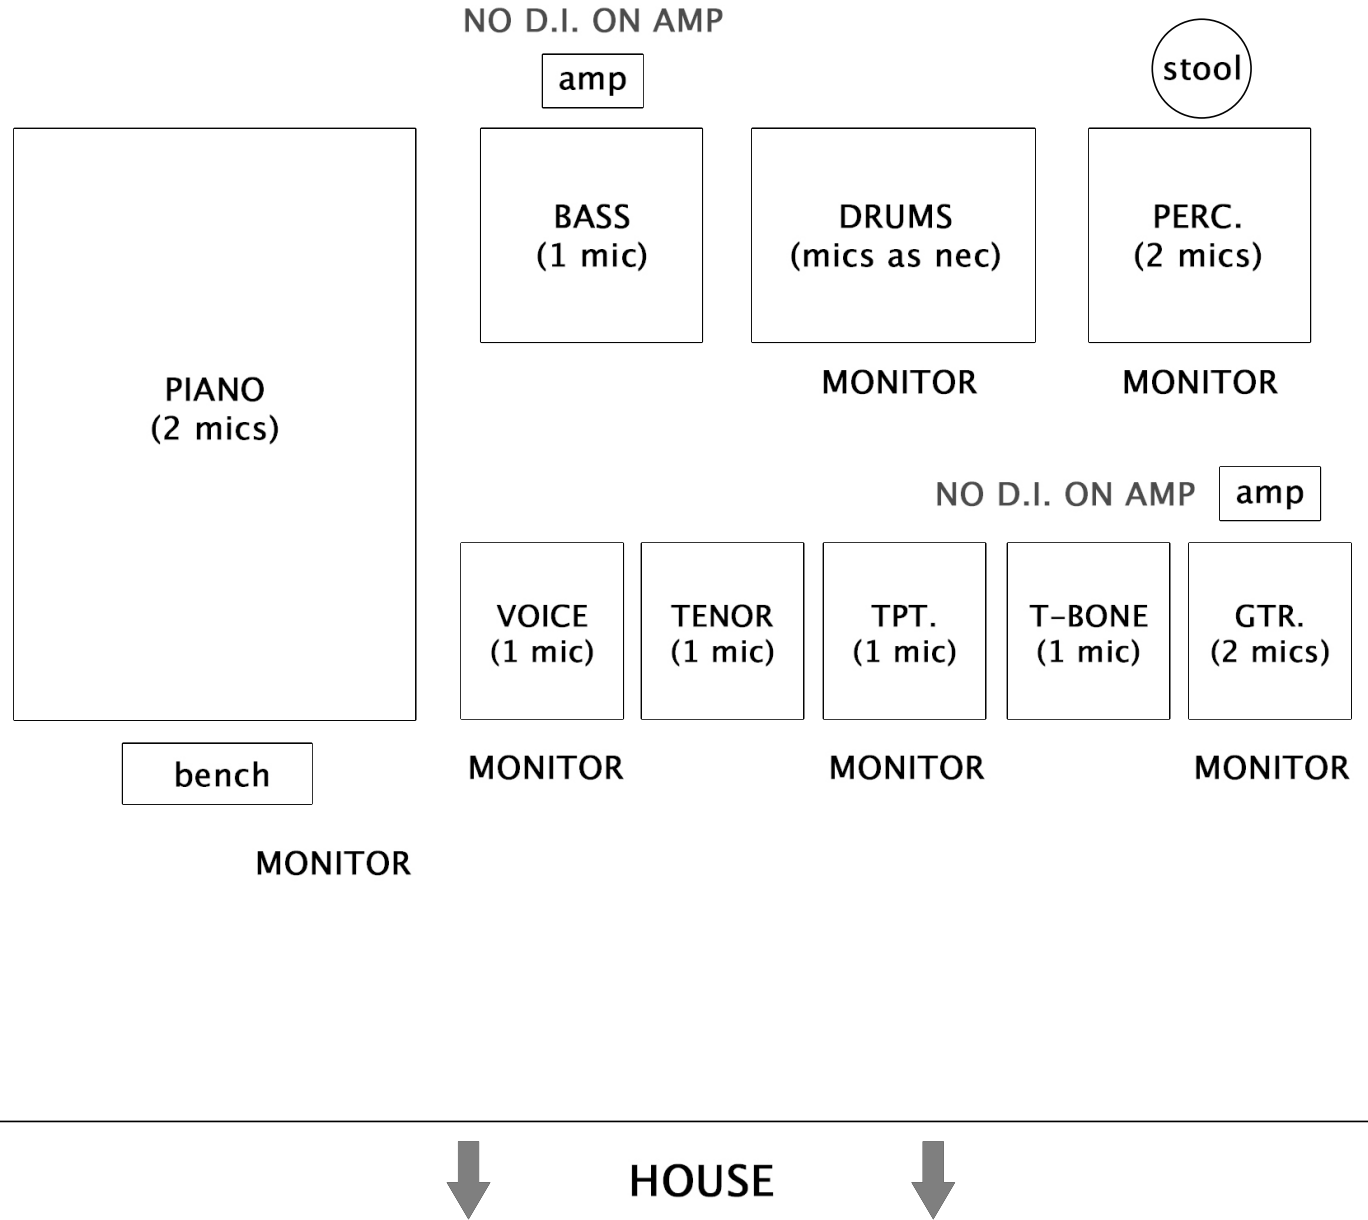 NO D.I. ON AMP
amp
stool
BASS
(1 mic)
DRUMS
(mics as nec)
PERC.
(2 mics)
PIANO
(2 mics)
MONITOR
MONITOR
NO D.I. ON AMP
amp
VOICE
(1 mic)
TENOR
(1 mic)
TPT.
(1 mic)
T-BONE
(1 mic)
GTR.
(2 mics)
MONITOR
MONITOR
MONITOR
bench
MONITOR
HOUSE